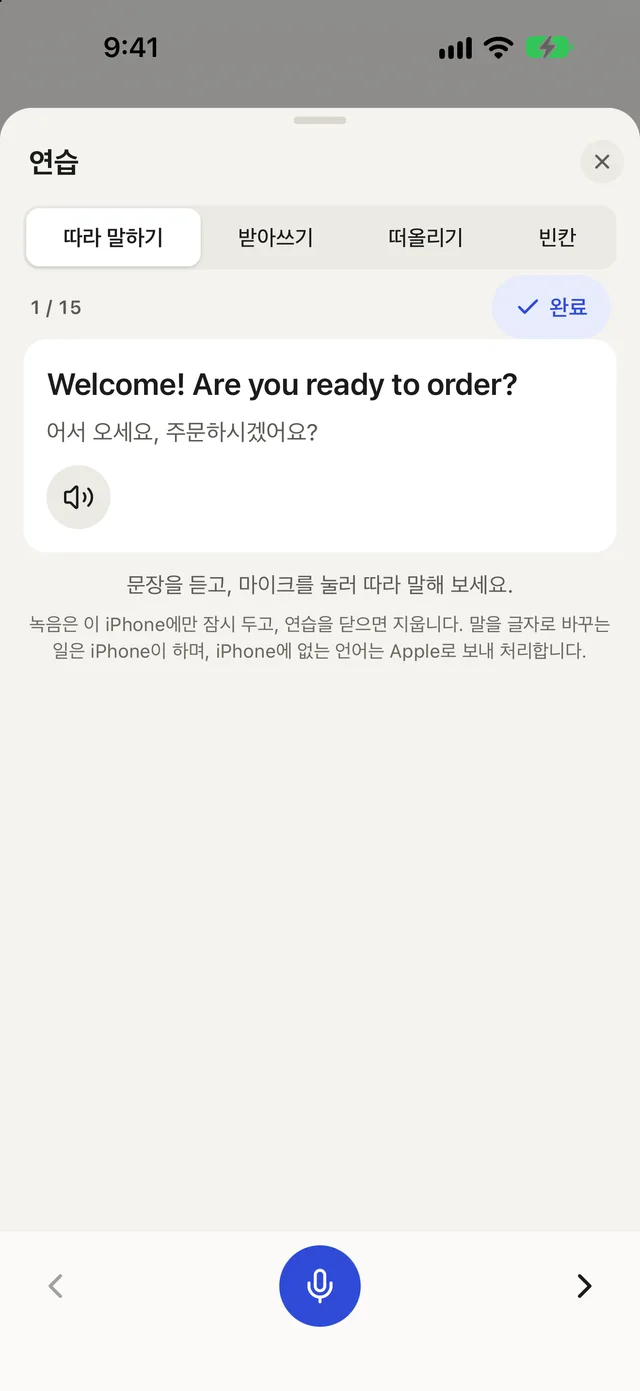 9:41
연습
따라 말하기 받아쓰기 떠올리기 빈칸
1 / 15 완료
Welcome! Are you ready to order?
어서 오세요, 주문하시겠어요?
문장을 듣고, 마이크를 눌러 따라 말해 보세요.
녹음은 이 iPhone에만 잠시 두고, 연습을 닫으면 지웁니다. 말을 글자로 바꾸는
일은 iPhone이 하며, iPhone에 없는 언어는 Apple로 보내 처리합니다.